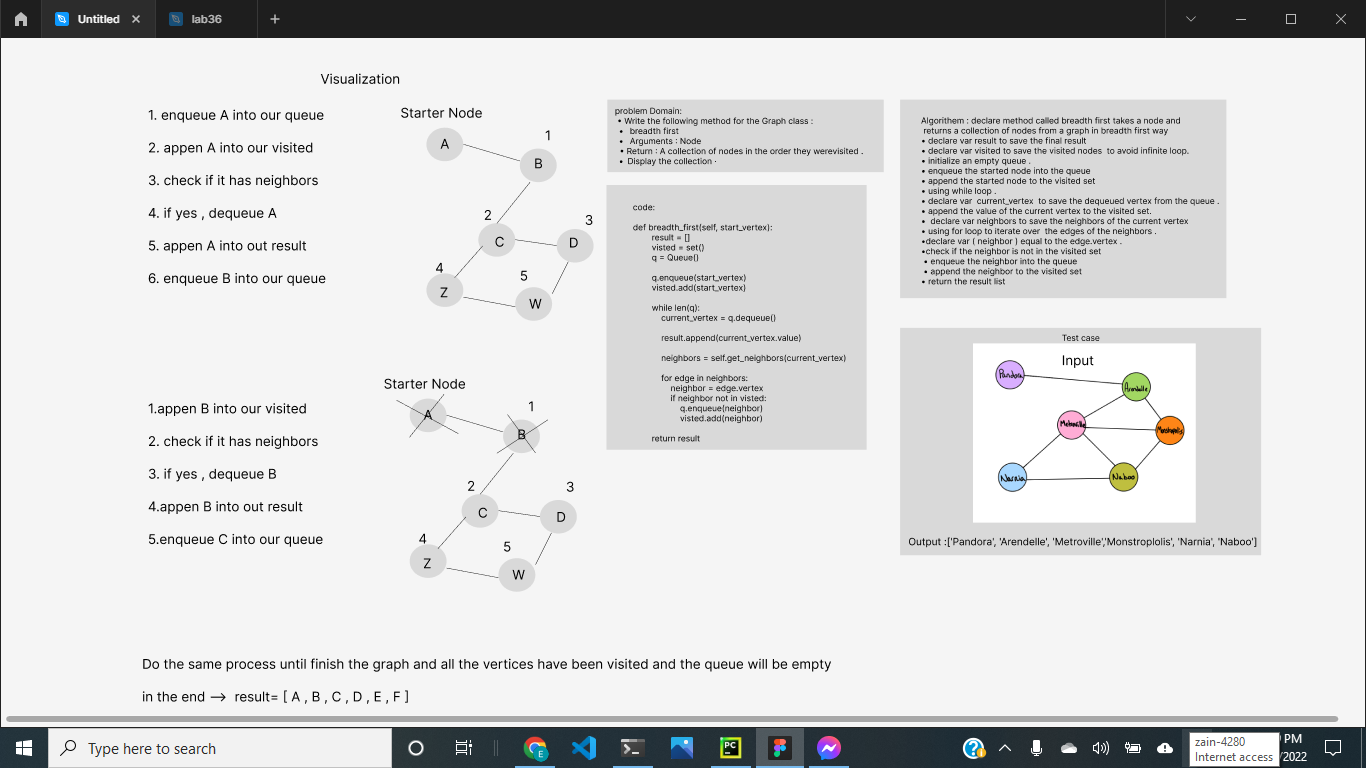 Untitled
lab36
Visualization
1. enqueue A into our queue
2. appen A into our visited
3. check if it has neighbors
4. if yes , dequeue A
5. appen A into out result
6. enqueue B into our queue
Starter Node
A
1
B
2
C
3
D
4
Z
5
W
problem Domain:
• Write the following method for the Graph class :
• breadth first
• Arguments : Node
• Return : A collection of nodes in the order they werevisited .
• Display the collection ·
code:
def breadth_first(self, start_vertex):
result = []
visted = set()
q = Queue()
q.enqueue(start_vertex)
visted.add(start_vertex)
while len(q):
current_vertex = q.dequeue()
result.append(current_vertex.value)
neighbors = self.get_neighbors(current_vertex)
for edge in neighbors:
neighbor = edge.vertex
if neighbor not in visted:
q.enqueue(neighbor)
visted.add(neighbor)
return result
Algorithem : declare method called breadth first takes a node and
returns a collection of nodes from a graph in breadth first way
• declare var result to save the final result
• declare var visited to save the visited nodes to avoid infinite loop.
• initialize an empty queue .
• enqueue the started node into the queue
• append the started node to the visited set
• using while loop .
• declare var current_vertex to save the dequeued vertex from the queue .
• append the value of the current vertex to the visited set.
• declare var neighbors to save the neighbors of the current vertex
• using for loop to iterate over the edges of the neighbors .
•declare var ( neighbor ) equal to the edge.vertex .
•check if the neighbor is not in the visited set
• enqueue the neighbor into the queue
• append the neighbor to the visited set
• return the result list
Test case
Input
Pandora
Arendelle
Metroville
Monstropolis
Narnia
Naboo
Output :['Pandora', 'Arendelle', 'Metroville','Monstroplolis', 'Narnia', 'Naboo']
Starter Node
1.appen B into our visited
2. check if it has neighbors
3. if yes , dequeue B
4.appen B into out result
5.enqueue C into our queue
A
1
B
2
C
3
D
4
Z
5
W
Do the same process until finish the graph and all the vertices have been visited and the queue will be empty
in the end --> result= [ A , B , C , D , E , F ]
Type here to search
E
PC
zain-4280
Internet access
PM
/2022